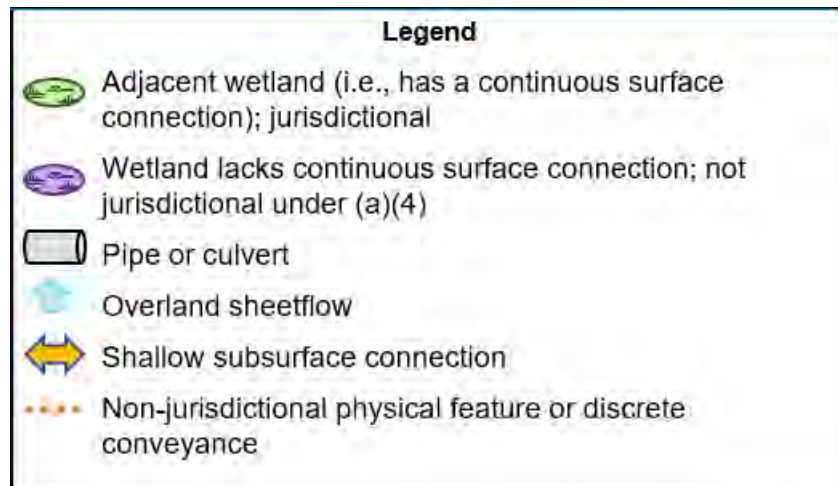 Legend
Adjacent wetland (i.e., has a continuous surface
connection); jurisdictional
Wetland lacks continuous surface connection; not
jurisdictional under (a)(4)
Pipe or culvert
Overland sheetflow
Shallow subsurface connection
Non-jurisdictional physical feature or discrete
conveyance